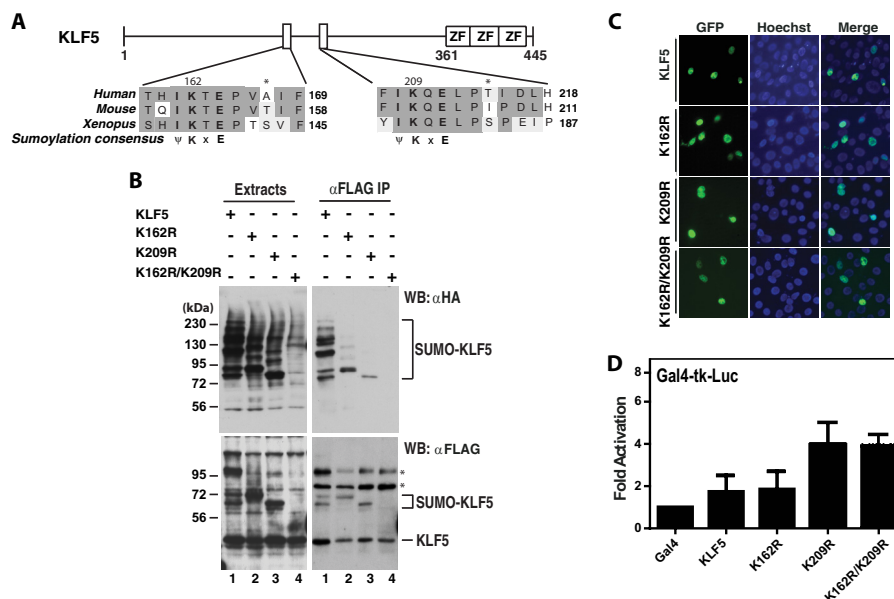 A
KLF5
ZF ZF ZF
1 361 445
162 *
Human T H I K T E P V A I F 169
Mouse T Q I K T E P V T I F 158
Xenopus S H I K T E P T S V F 145
Sumoylation consensus ψ K x E
209 *
F I K Q E L P T I D L H 218
F I K Q E L P I P D L H 211
Y I K Q E L P S P E I P 187
ψ K x E
B
Extracts αFLAG IP
KLF5 + - - - + - - -
K162R - + - - - + - -
K209R - - + - - - + -
K162R/K209R - - - + - - - +
(kDa)
WB: αHA
230
130
95
72
56
SUMO-KLF5
WB: αFLAG
95
72
56
*
*
SUMO-KLF5
KLF5
1 2 3 4 1 2 3 4
C
GFP Hoechst Merge
KLF5
K162R
K209R
K162R/K209R
D
Gal4-tk-Luc
Fold Activation
8
6
4
2
0
Gal4
KLF5
K162R
K209R
K162R/K209R